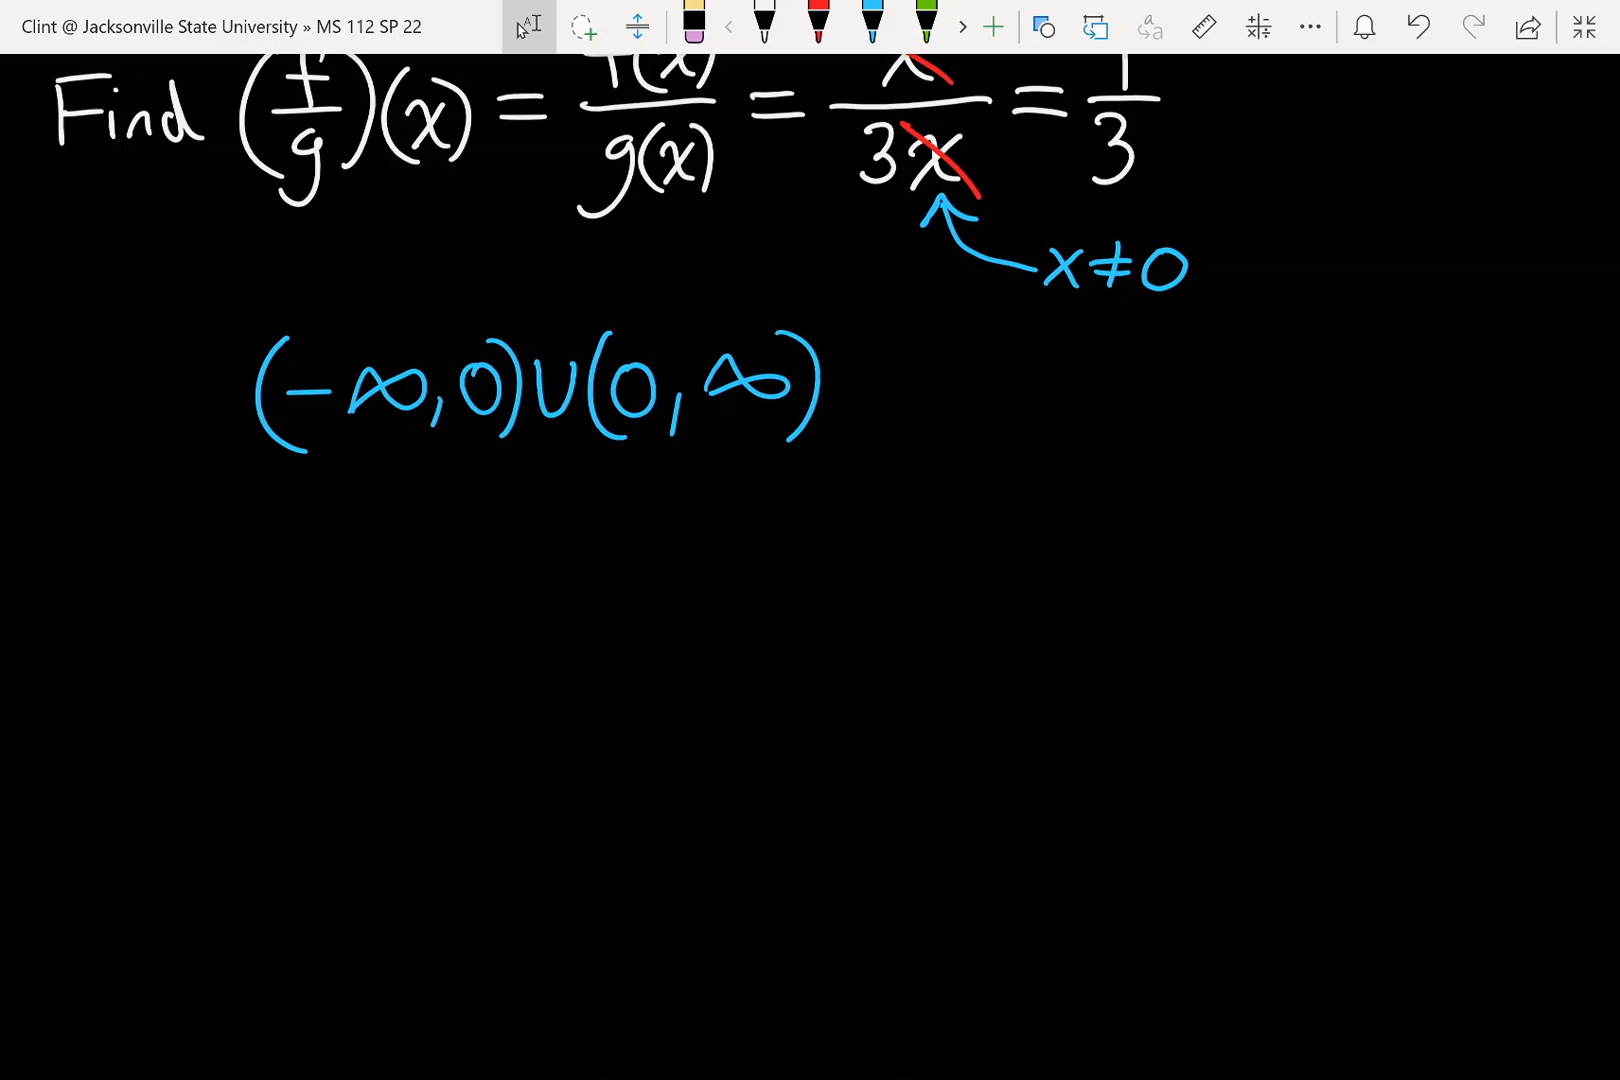 Clint @ Jacksonville State University » MS 112 SP 22
Find (f/g)(x) = f(x)/g(x) = x/3x = 1/3
x≠0
(-∞,0)∪(0,∞)